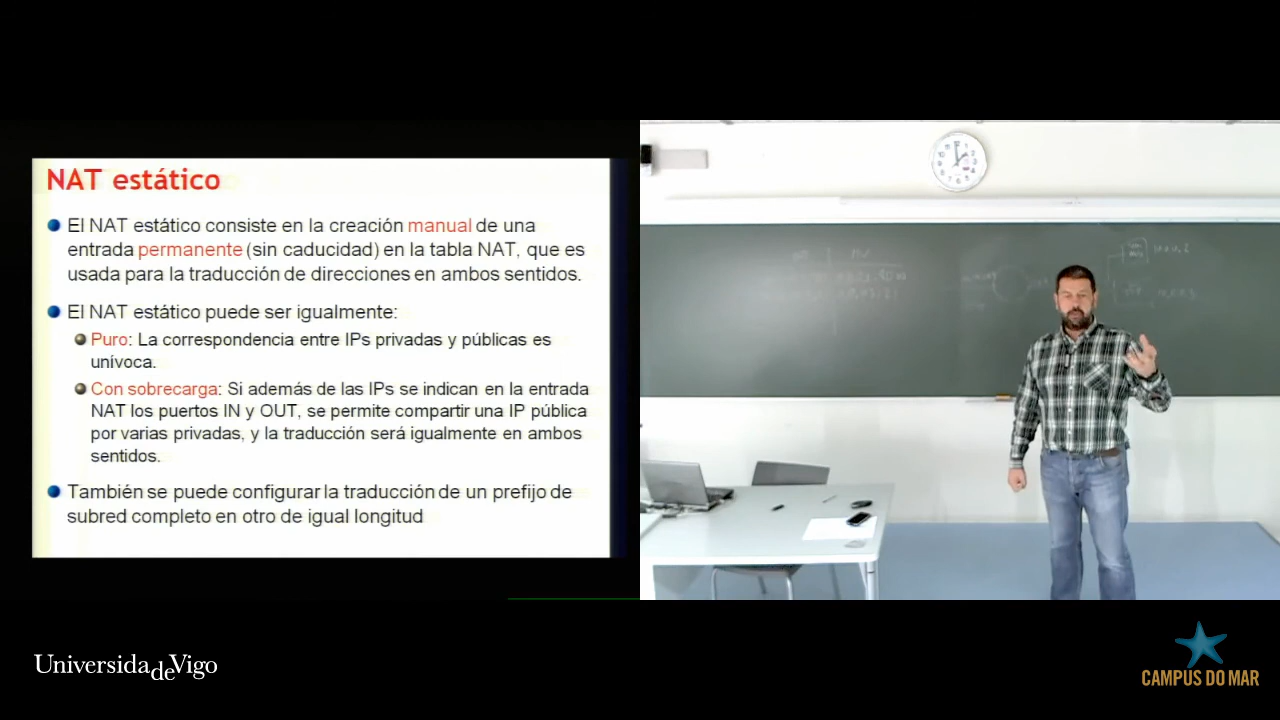 NAT estático
El NAT estático consiste en la creación manual de una
entrada permanente (sin caducidad) en la tabla NAT, que es
usada para la traducción de direcciones en ambos sentidos.
El NAT estático puede ser igualmente:
Puro: La correspondencia entre IPs privadas y públicas es
unívoca.
Con sobrecarga: Si además de las IPs se indican en la entrada
NAT los puertos IN y OUT, se permite compartir una IP pública
por varias privadas, y la traducción será igualmente en ambos
sentidos.
También se puede configurar la traducción de un prefijo de
subred completo en otro de igual longitud
UniversidadeVigo
CAMPUS DO MAR